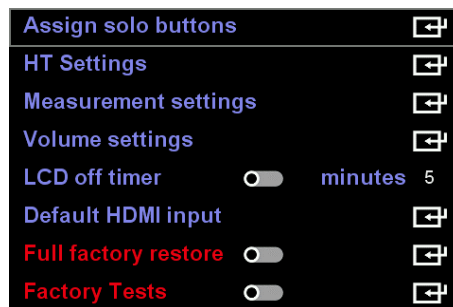 Assign solo buttons
HT Settings
Measurement settings
Volume settings
LCD off timer minutes 5
Default HDMI input
Full factory restore
Factory Tests